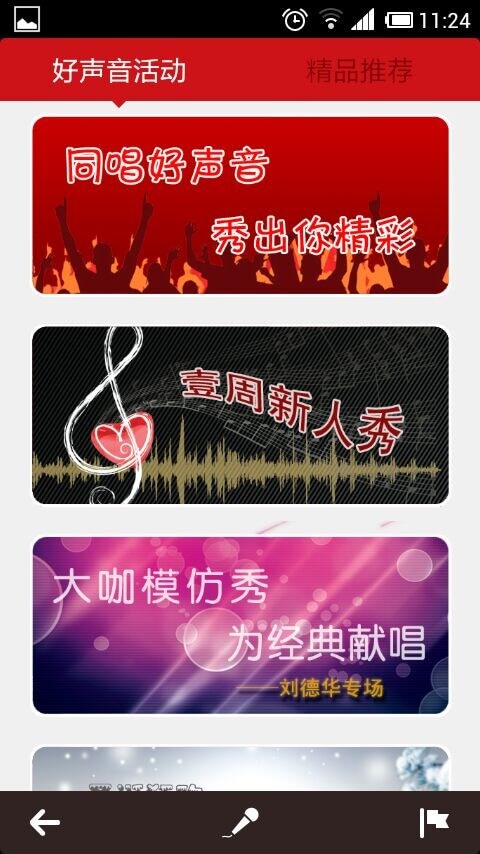 11:24
好声音活动
精品推荐
同唱好声音
秀出你精彩
壹周新人秀
大咖模仿秀
为经典献唱
——刘德华专场